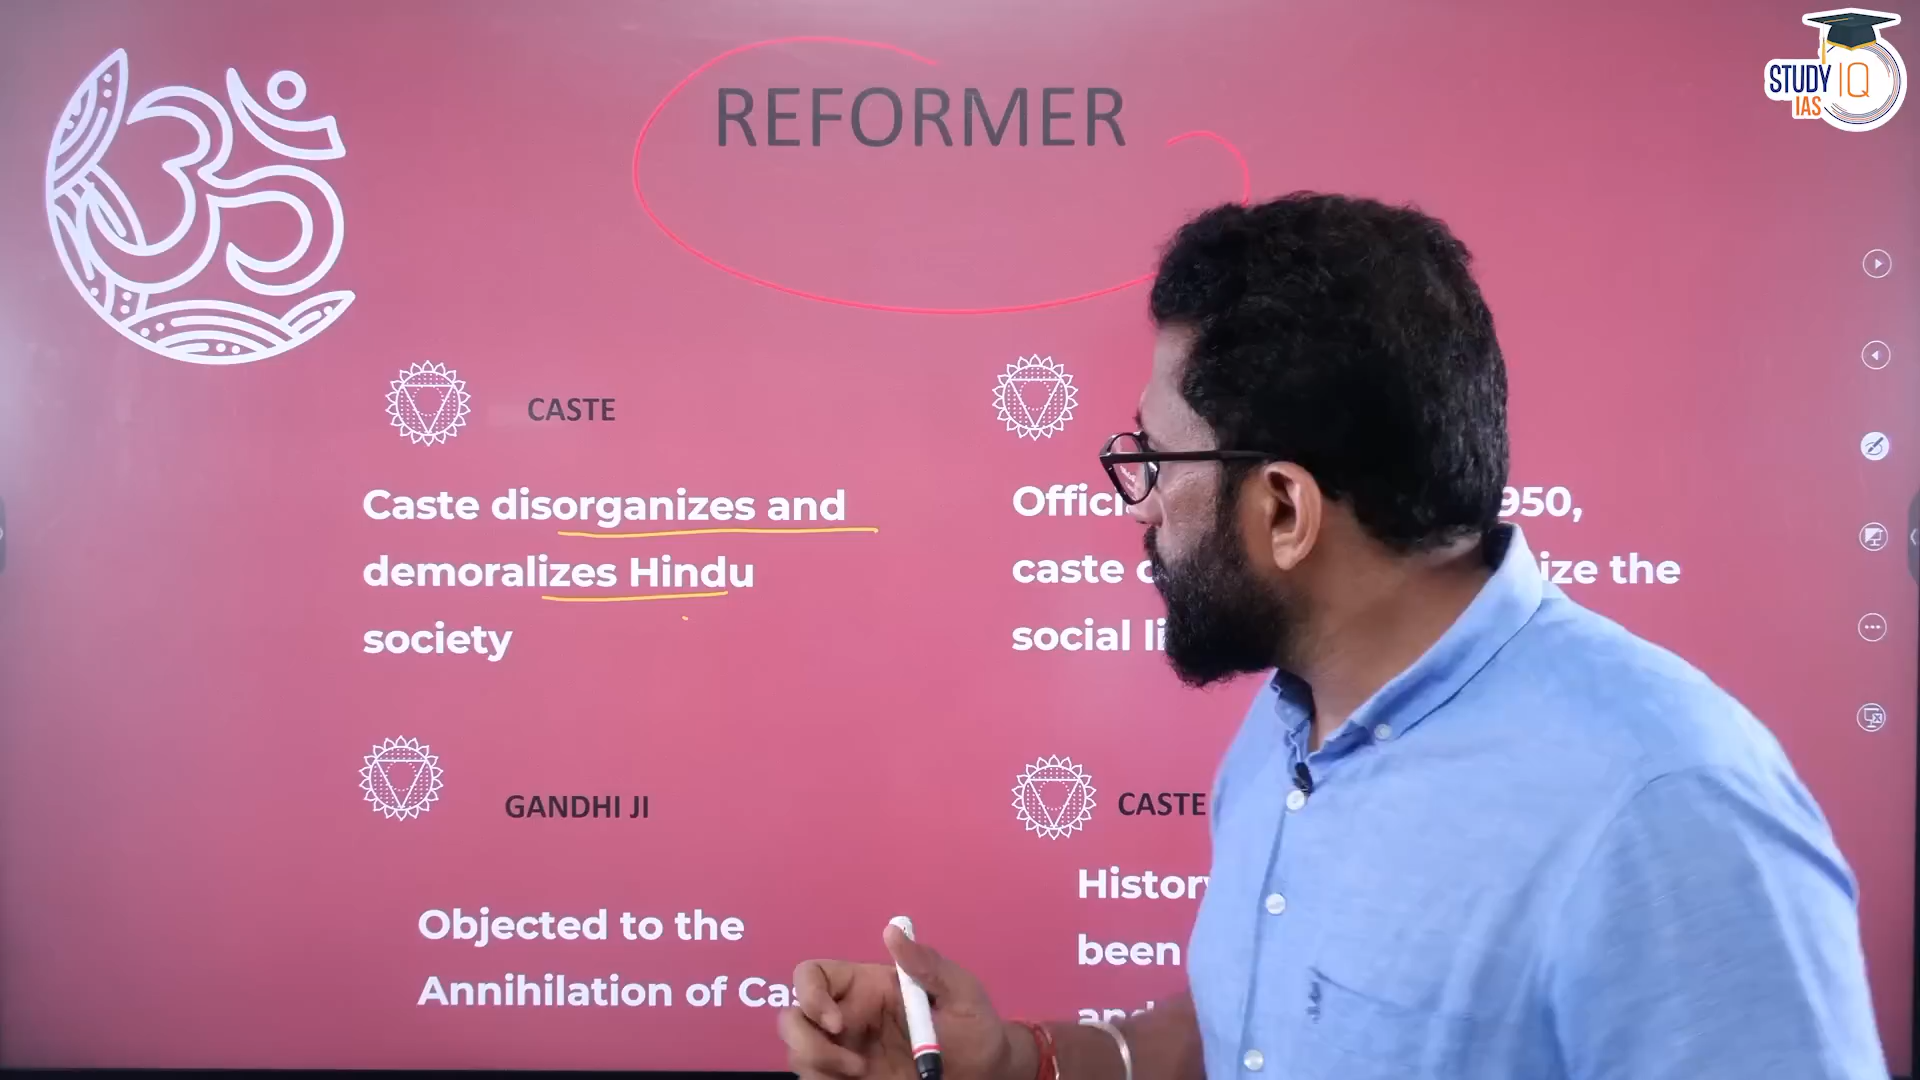 STUDY IQ
IAS
REFORMER
CASTE
Caste disorganizes and
demoralizes Hindu
society
950,
caste ize the
social
GANDHI JI
Objected to the
Annihilation of
CASTE
been